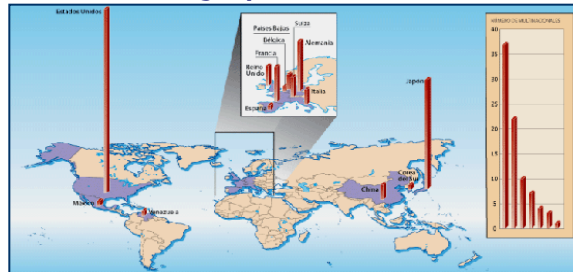 Estados Unidos
Suiza
Países Bajas
Bélgica
Francia
Alemania
Reino
Unido
Italia
España
Japón
China
Corea
del Sur
México
Venezuela
NÚMERO DE MULTINACIONALES
40
35
30
25
20
15
10
5
0